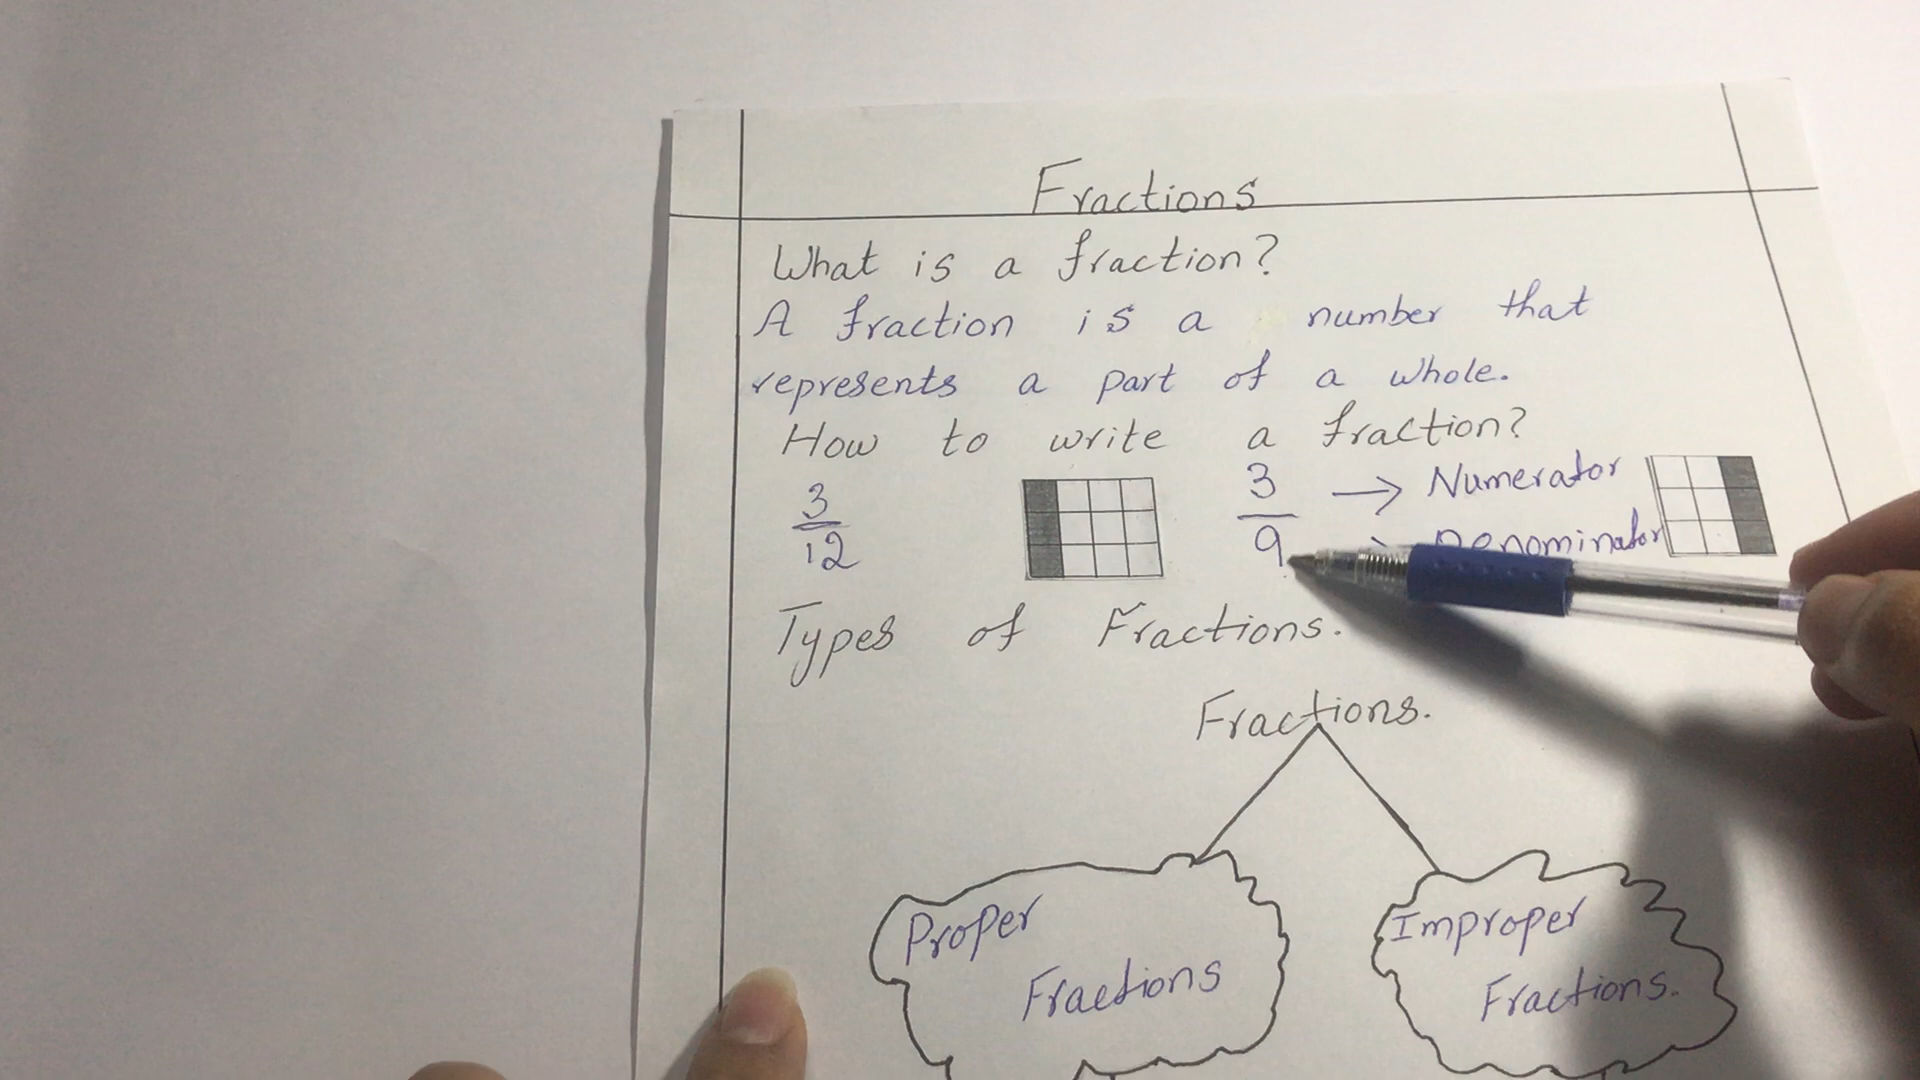 Fractions
What is a fraction?
A fraction is a number that
represents a part of a whole.
How to write a fraction?
3/12
3 → Numerator
9 Denominator
Types of Fractions.
Fractions.
Proper
Fractions
Improper
Fractions.